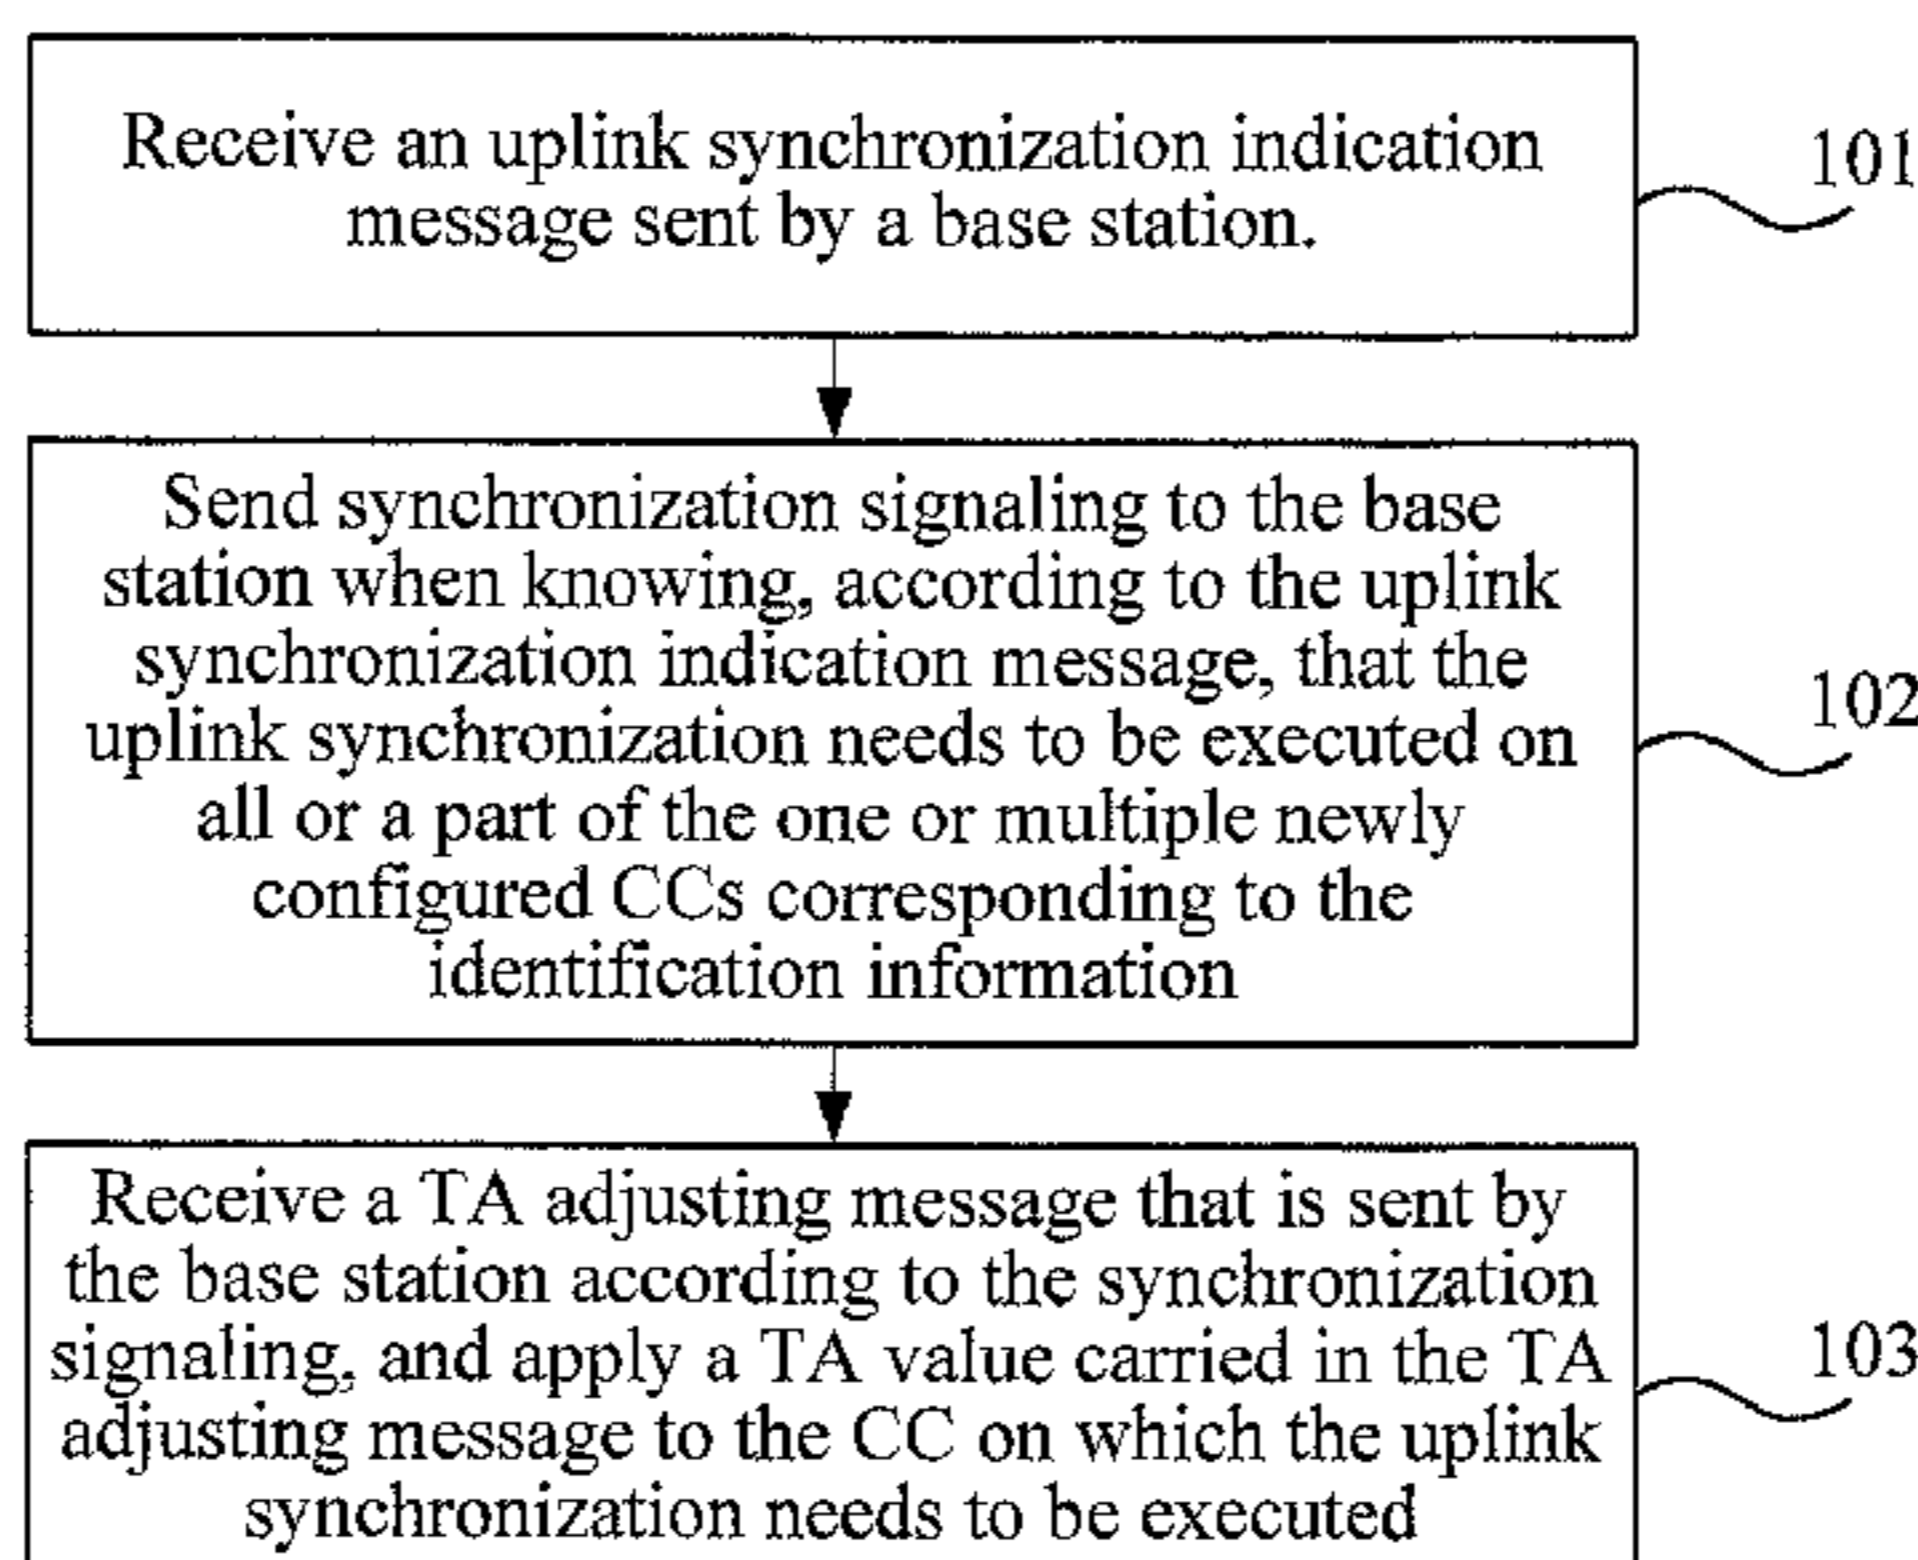 Receive an uplink synchronization indication
message sent by a base station.
101
Send synchronization signaling to the base
station when knowing, according to the uplink
synchronization indication message, that the
uplink synchronization needs to be executed on
all or a part of the one or multiple newly
configured CCs corresponding to the
identification information
102
Receive a TA adjusting message that is sent by
the base station according to the synchronization
signaling, and apply a TA value carried in the TA
adjusting message to the CC on which the uplink
synchronization needs to be executed
103